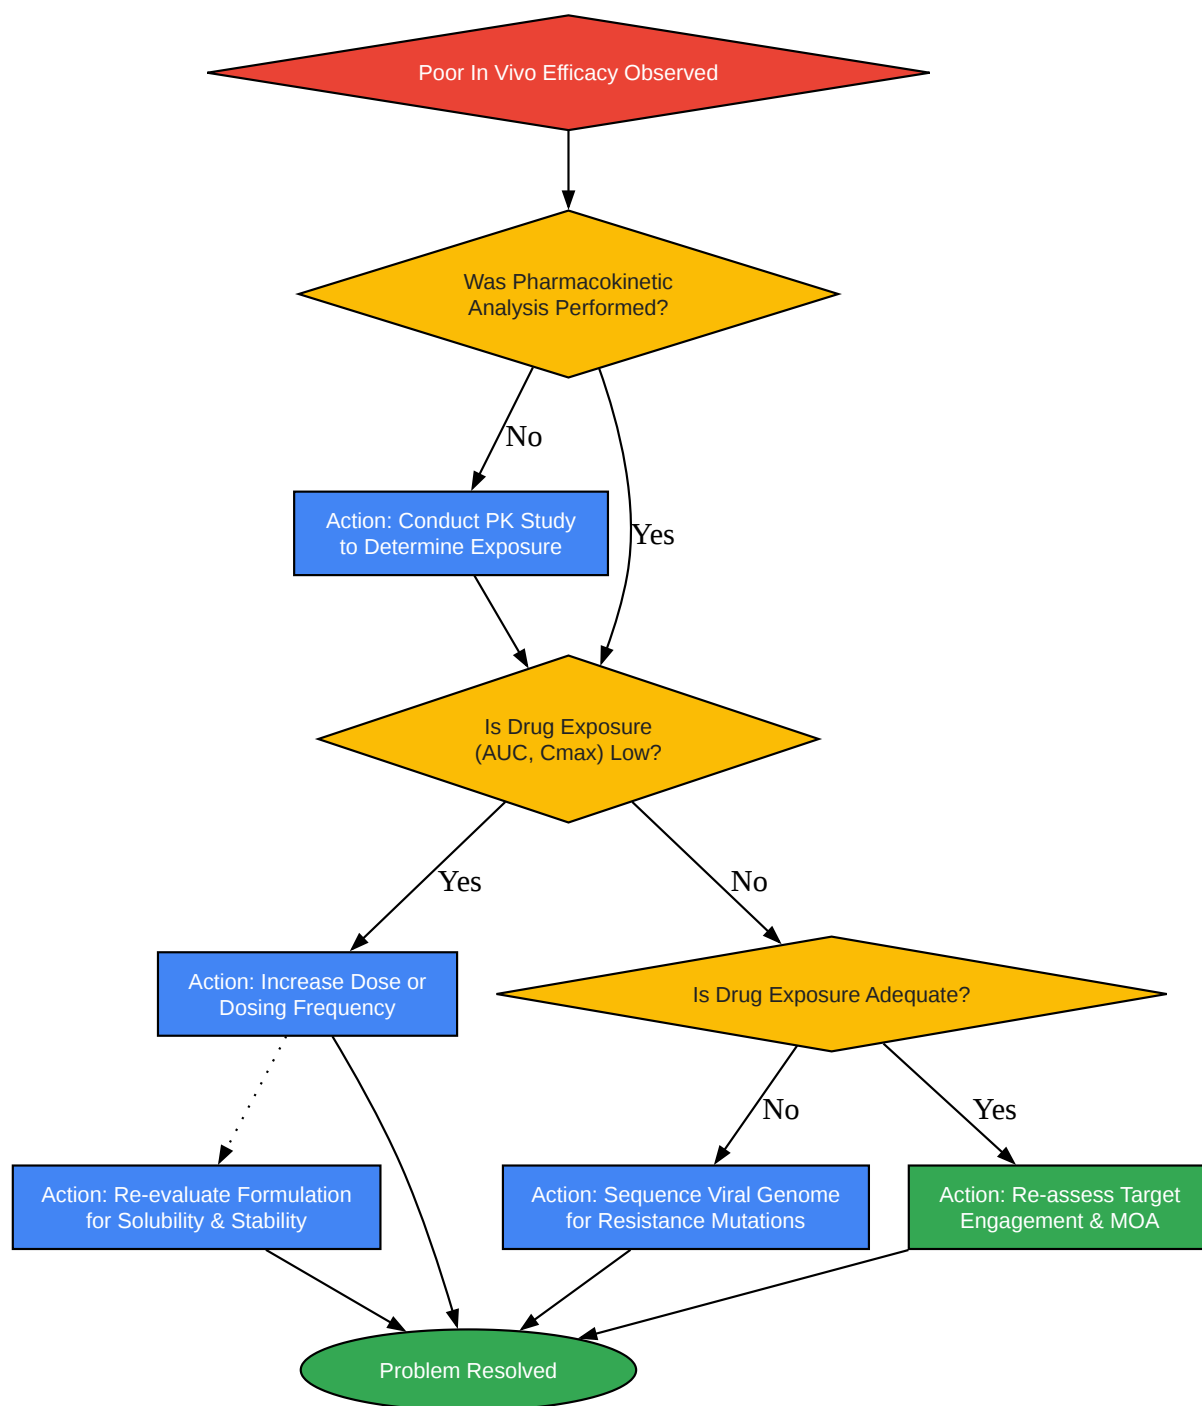 Poor In Vivo Efficacy Observed
Was Pharmacokinetic
Analysis Performed?
No
Action: Conduct PK Study
to Determine Exposure
Yes
Is Drug Exposure
(AUC, Cmax) Low?
Yes
No
Action: Increase Dose or
Dosing Frequency
Is Drug Exposure Adequate?
No
Yes
Action: Re-evaluate Formulation
for Solubility & Stability
Action: Sequence Viral Genome
for Resistance Mutations
Action: Re-assess Target
Engagement & MOA
Problem Resolved